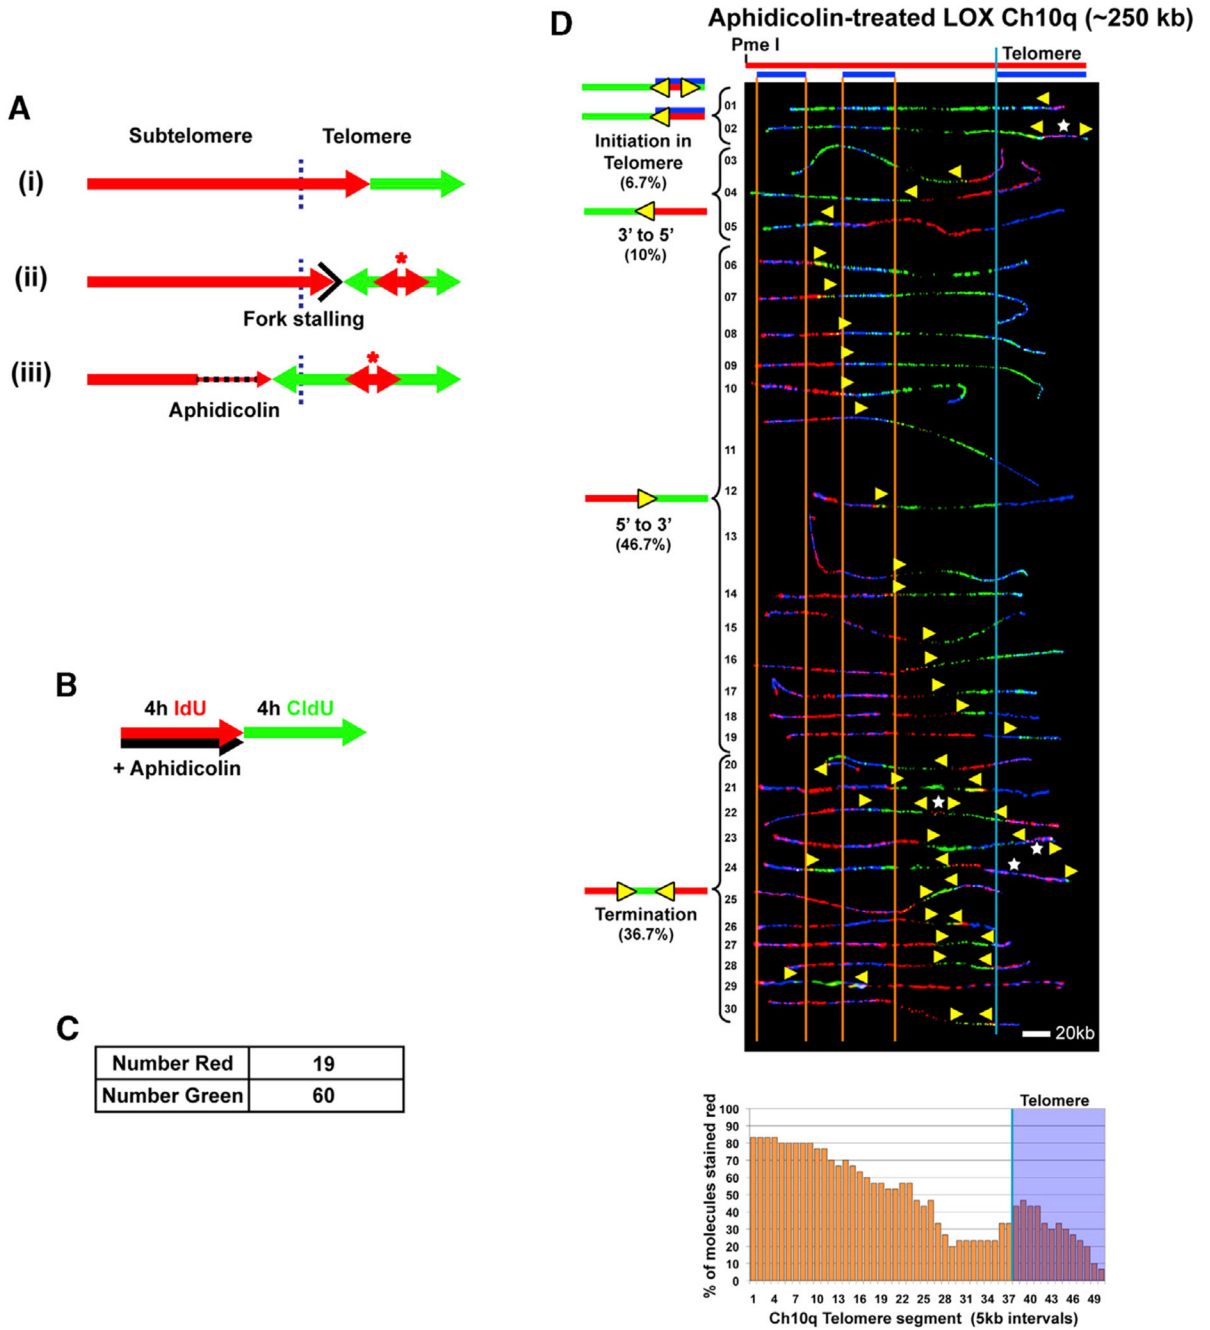 A
Subtelomere Telomere
(i)
(ii)
*
Fork stalling
(iii)
*
Aphidicolin
B
4h IdU 4h CldU
+ Aphidicolin
C
Number Red 19
Number Green 60
D
Aphidicolin-treated LOX Ch10q (~250 kb)
Pme I
Telomere
Initiation in
Telomere
(6.7%)
3’ to 5’
(10%)
5’ to 3’
(46.7%)
Termination
(36.7%)
01
02
03
04
05
06
07
08
09
10
11
12
13
14
15
16
17
18
19
20
21
22
23
24
25
26
27
28
29
30
20kb
Telomere
% of molecules stained red
100
90
80
70
60
50
40
30
20
10
0
1 4 7 10 13 16 19 22 25 28 31 34 37 40 43 46 49
Ch10q Telomere segment (5kb intervals)